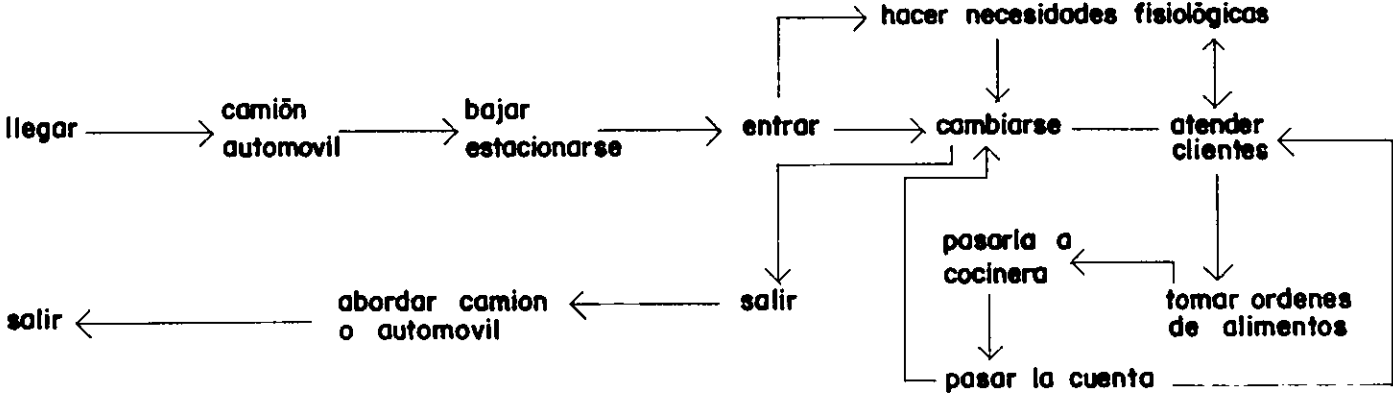 hacer necesidades fisiológicas
llegar
camión
automovil
bajar
estacionarse
entrar
cambiarse
atender
clientes
pasarla a
cocinera
tomar ordenes
de alimentos
salir
abordar camion
o automovil
salir
pasar la cuenta